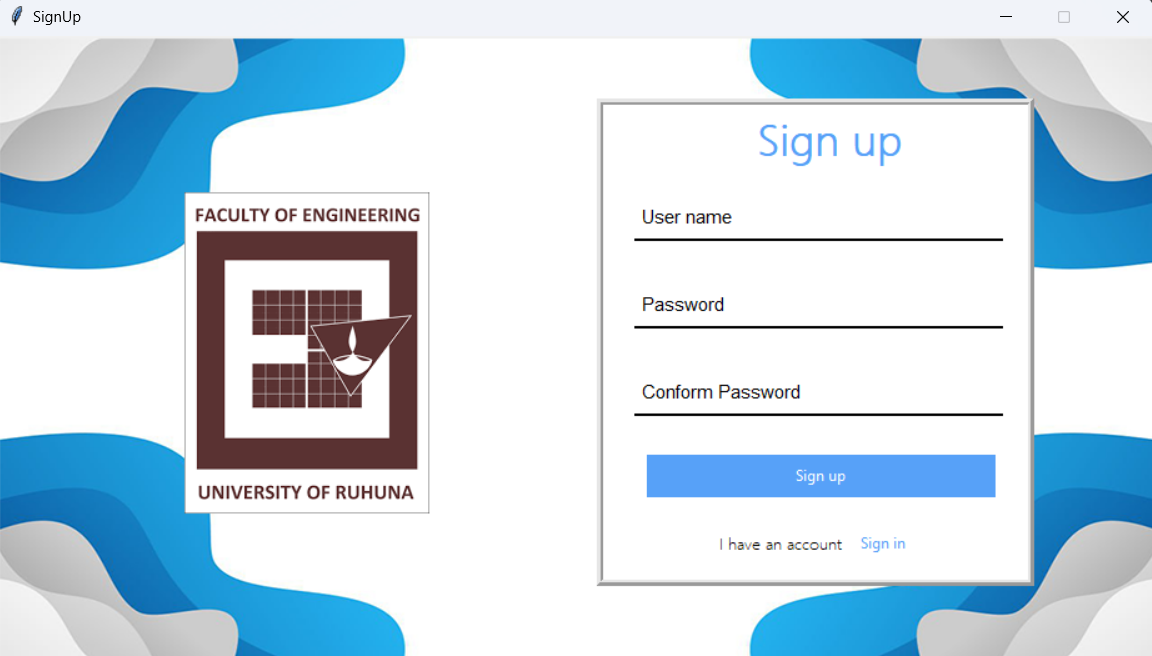 SignUp
FACULTY OF ENGINEERING
UNIVERSITY OF RUHUNA
Sign up
User name
Password
Conform Password
Sign up
I have an account Sign in